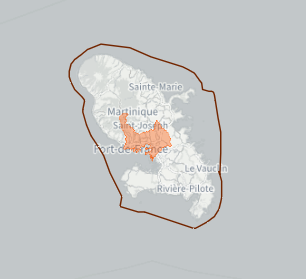 Sainte-Marie
Martinique
Saint-Joseph
Fort-de-France
Le Vauclin
Rivière-Pilote